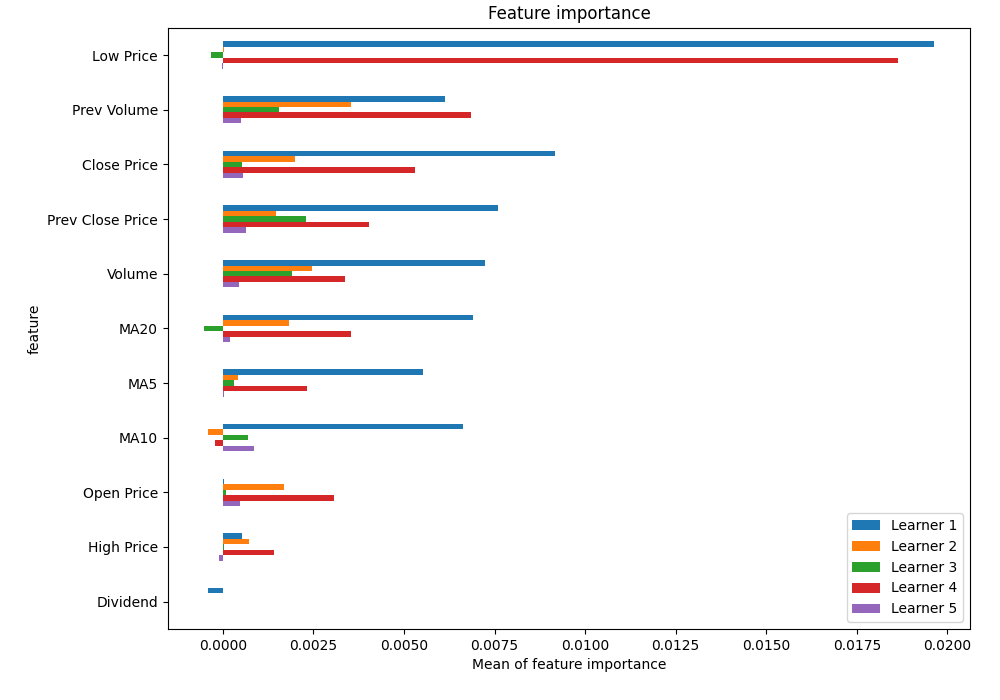 Feature importance
Low Price
Prev Volume
Close Price
Prev Close Price
Volume
MA20
MA5
MA10
Open Price
High Price
Dividend
feature
Learner 1
Learner 2
Learner 3
Learner 4
Learner 5
0.0000 0.0025 0.0050 0.0075 0.0100 0.0125 0.0150 0.0175 0.0200
Mean of feature importance